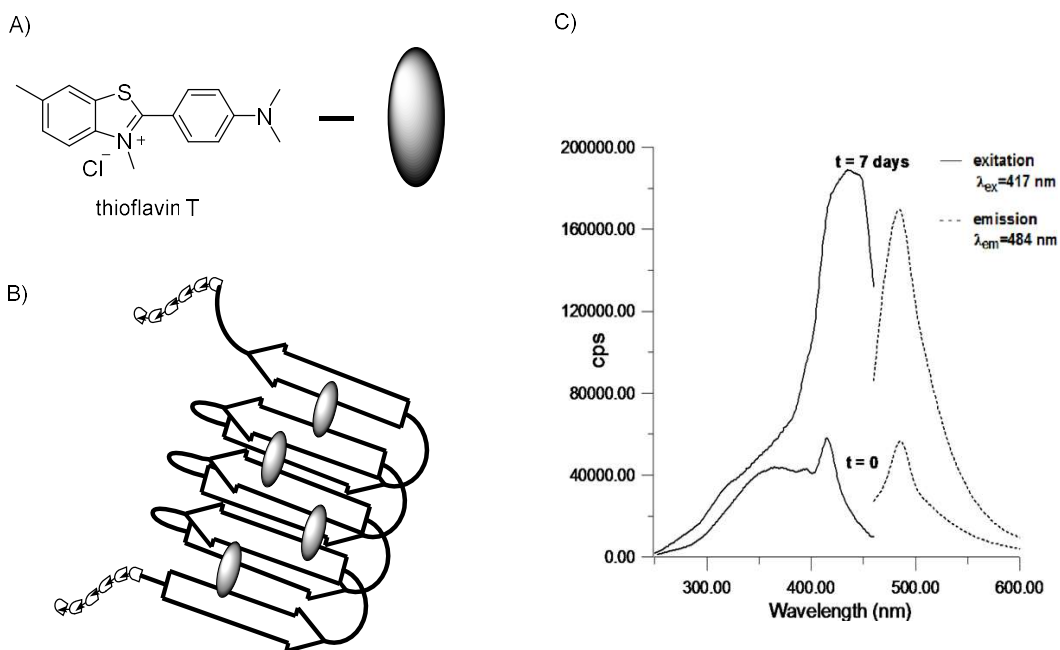 A)
S
N
+
N
Cl
−
thioflavin T
B)
C)
200000.00
160000.00
120000.00
80000.00
40000.00
0.00
cps
t = 7 days
t = 0
exitation
λex=417 nm
emission
λem=484 nm
300.00 400.00 500.00 600.00
Wavelength (nm)